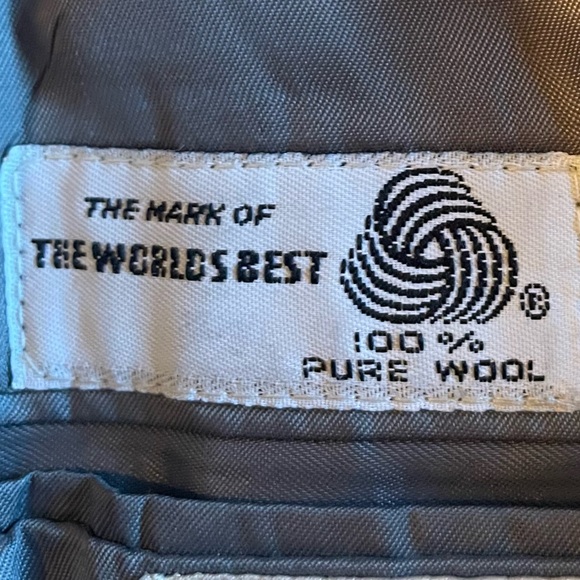 THE MARK OF
THE WORLDS BEST
®
100 %
PURE WOOL